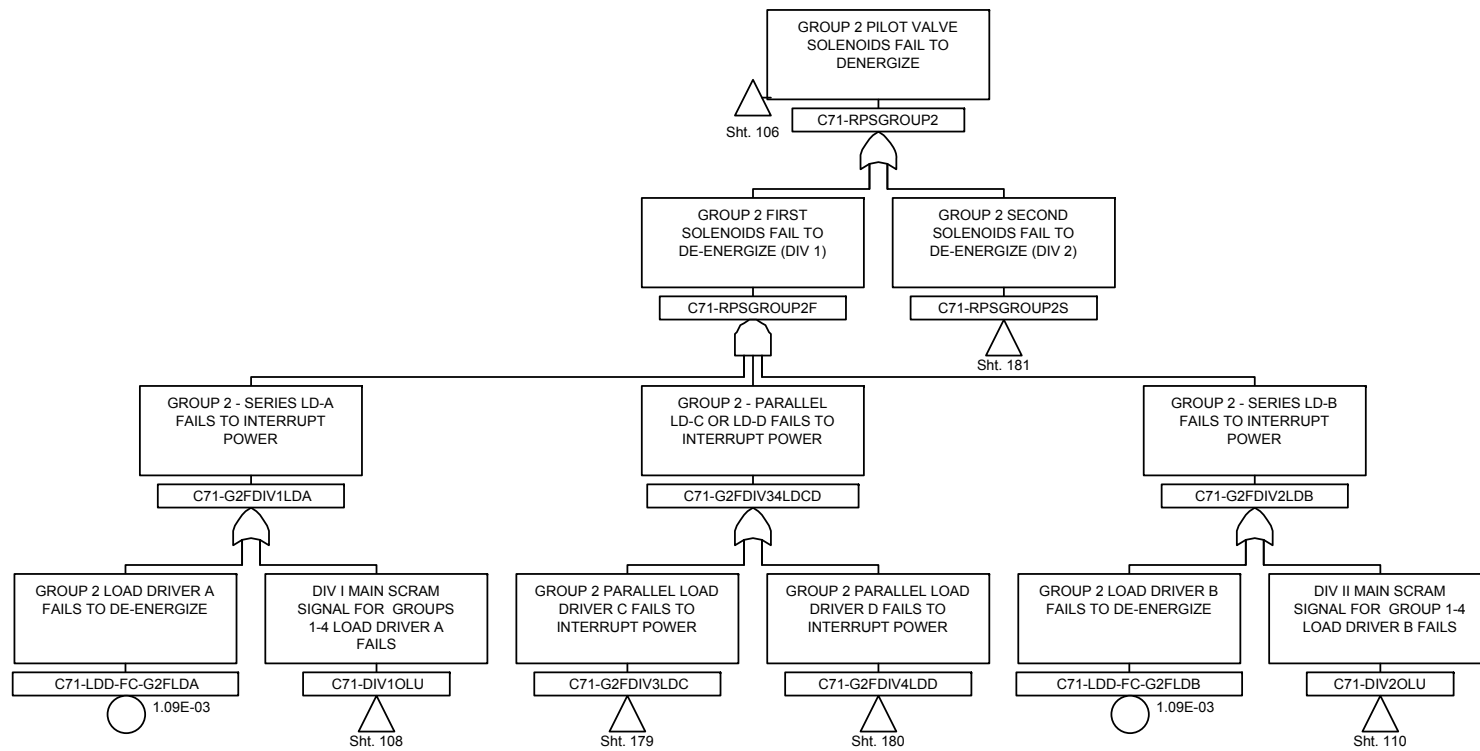 GROUP 2 PILOT VALVE
SOLENOIDS FAIL TO
DENERGIZE
Sht. 106
C71-RPSGROUP2
GROUP 2 FIRST
SOLENOIDS FAIL TO
DE-ENERGIZE (DIV 1)
C71-RPSGROUP2F
GROUP 2 SECOND
SOLENOIDS FAIL TO
DE-ENERGIZE (DIV 2)
C71-RPSGROUP2S
Sht. 181
GROUP 2 - SERIES LD-A
FAILS TO INTERRUPT
POWER
C71-G2FDIV1LDA
GROUP 2 - PARALLEL
LD-C OR LD-D FAILS TO
INTERRUPT POWER
C71-G2FDIV34LDCD
GROUP 2 - SERIES LD-B
FAILS TO INTERRUPT
POWER
C71-G2FDIV2LDB
GROUP 2 LOAD DRIVER A
FAILS TO DE-ENERGIZE
C71-LDD-FC-G2FLDA
1.09E-03
DIV I MAIN SCRAM
SIGNAL FOR GROUPS
1-4 LOAD DRIVER A
FAILS
C71-DIV1OLU
Sht. 108
GROUP 2 PARALLEL LOAD
DRIVER C FAILS TO
INTERRUPT POWER
C71-G2FDIV3LDC
Sht. 179
GROUP 2 PARALLEL LOAD
DRIVER D FAILS TO
INTERRUPT POWER
C71-G2FDIV4LDD
Sht. 180
GROUP 2 LOAD DRIVER B
FAILS TO DE-ENERGIZE
C71-LDD-FC-G2FLDB
1.09E-03
DIV II MAIN SCRAM
SIGNAL FOR GROUP 1-4
LOAD DRIVER B FAILS
C71-DIV2OLU
Sht. 110